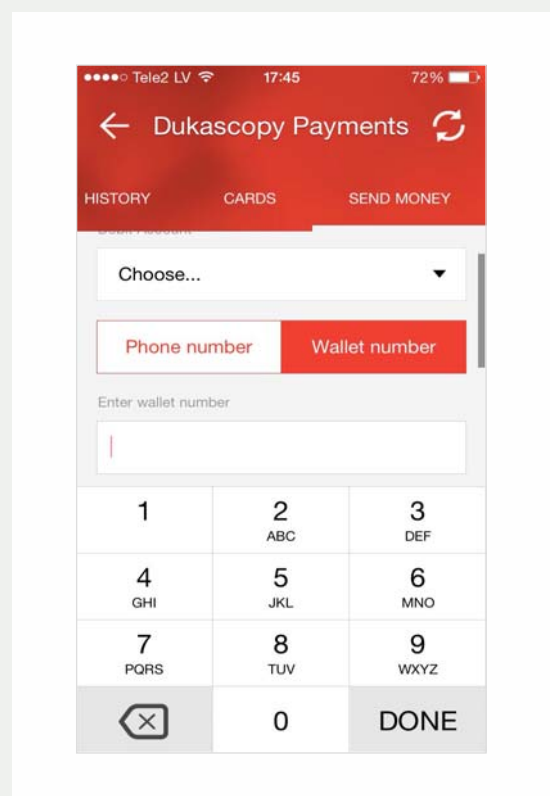 Tele2 LV 17:45 72%
Dukascopy Payments
HISTORY CARDS SEND MONEY
Debit Account
Choose...
Phone number Wallet number
Enter wallet number
1 2 3
ABC DEF
4 5 6
GHI JKL MNO
7 8 9
PQRS TUV WXYZ
0 DONE